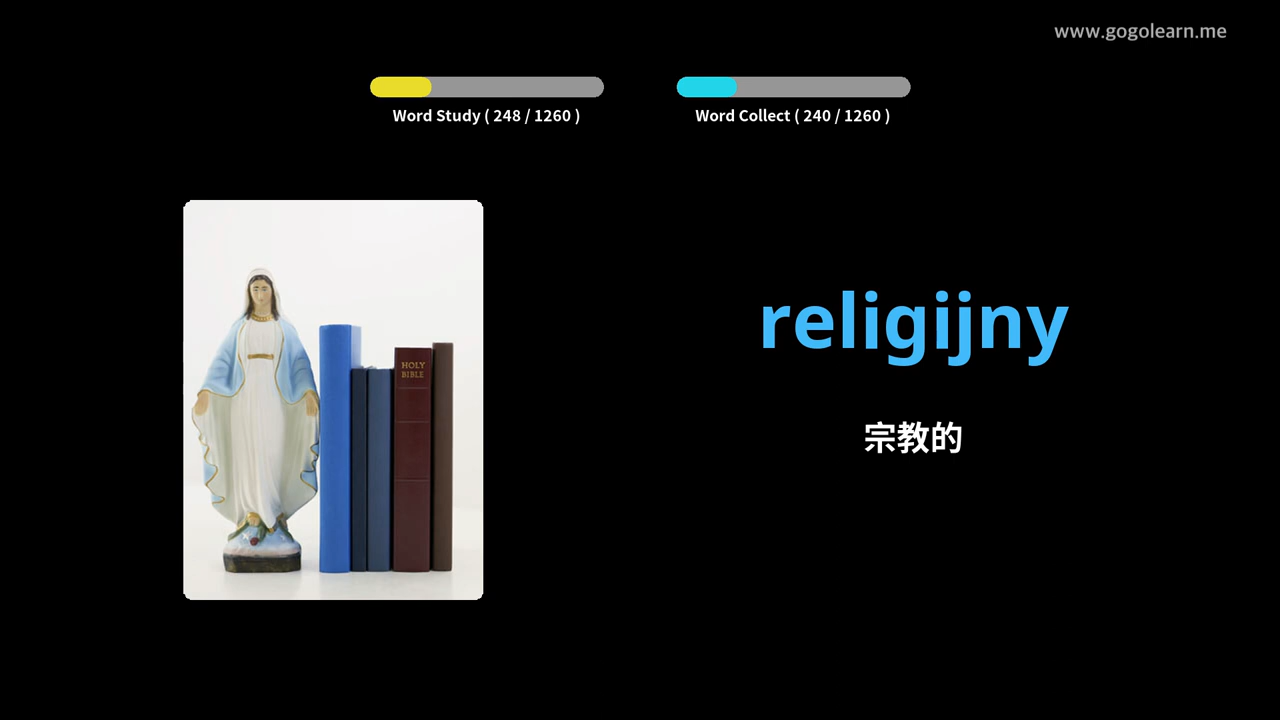 www.gogolearn.me
Word Study ( 248 / 1260 )
Word Collect ( 240 / 1260 )
HOLY
BIBLE
religijny
宗教的